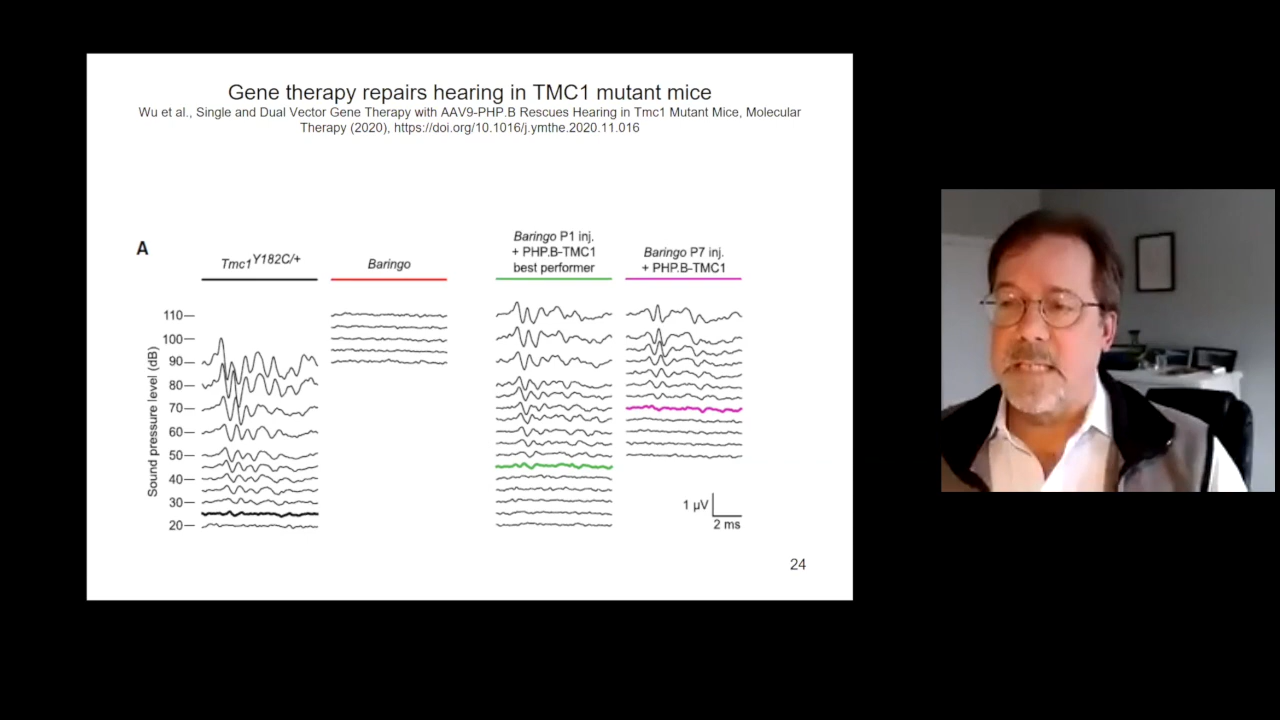 Gene therapy repairs hearing in TMC1 mutant mice
Wu et al., Single and Dual Vector Gene Therapy with AAV9-PHP.B Rescues Hearing in Tmc1 Mutant Mice, Molecular
Therapy (2020), https://doi.org/10.1016/j.ymthe.2020.11.016
A
Tmc1Y182C/+
Baringo
Baringo P1 inj.
+ PHP.B-TMC1
best performer
Baringo P7 inj.
+ PHP.B-TMC1
Sound pressure level (dB)
110
100
90
80
70
60
50
40
30
20
1 µV
2 ms
24